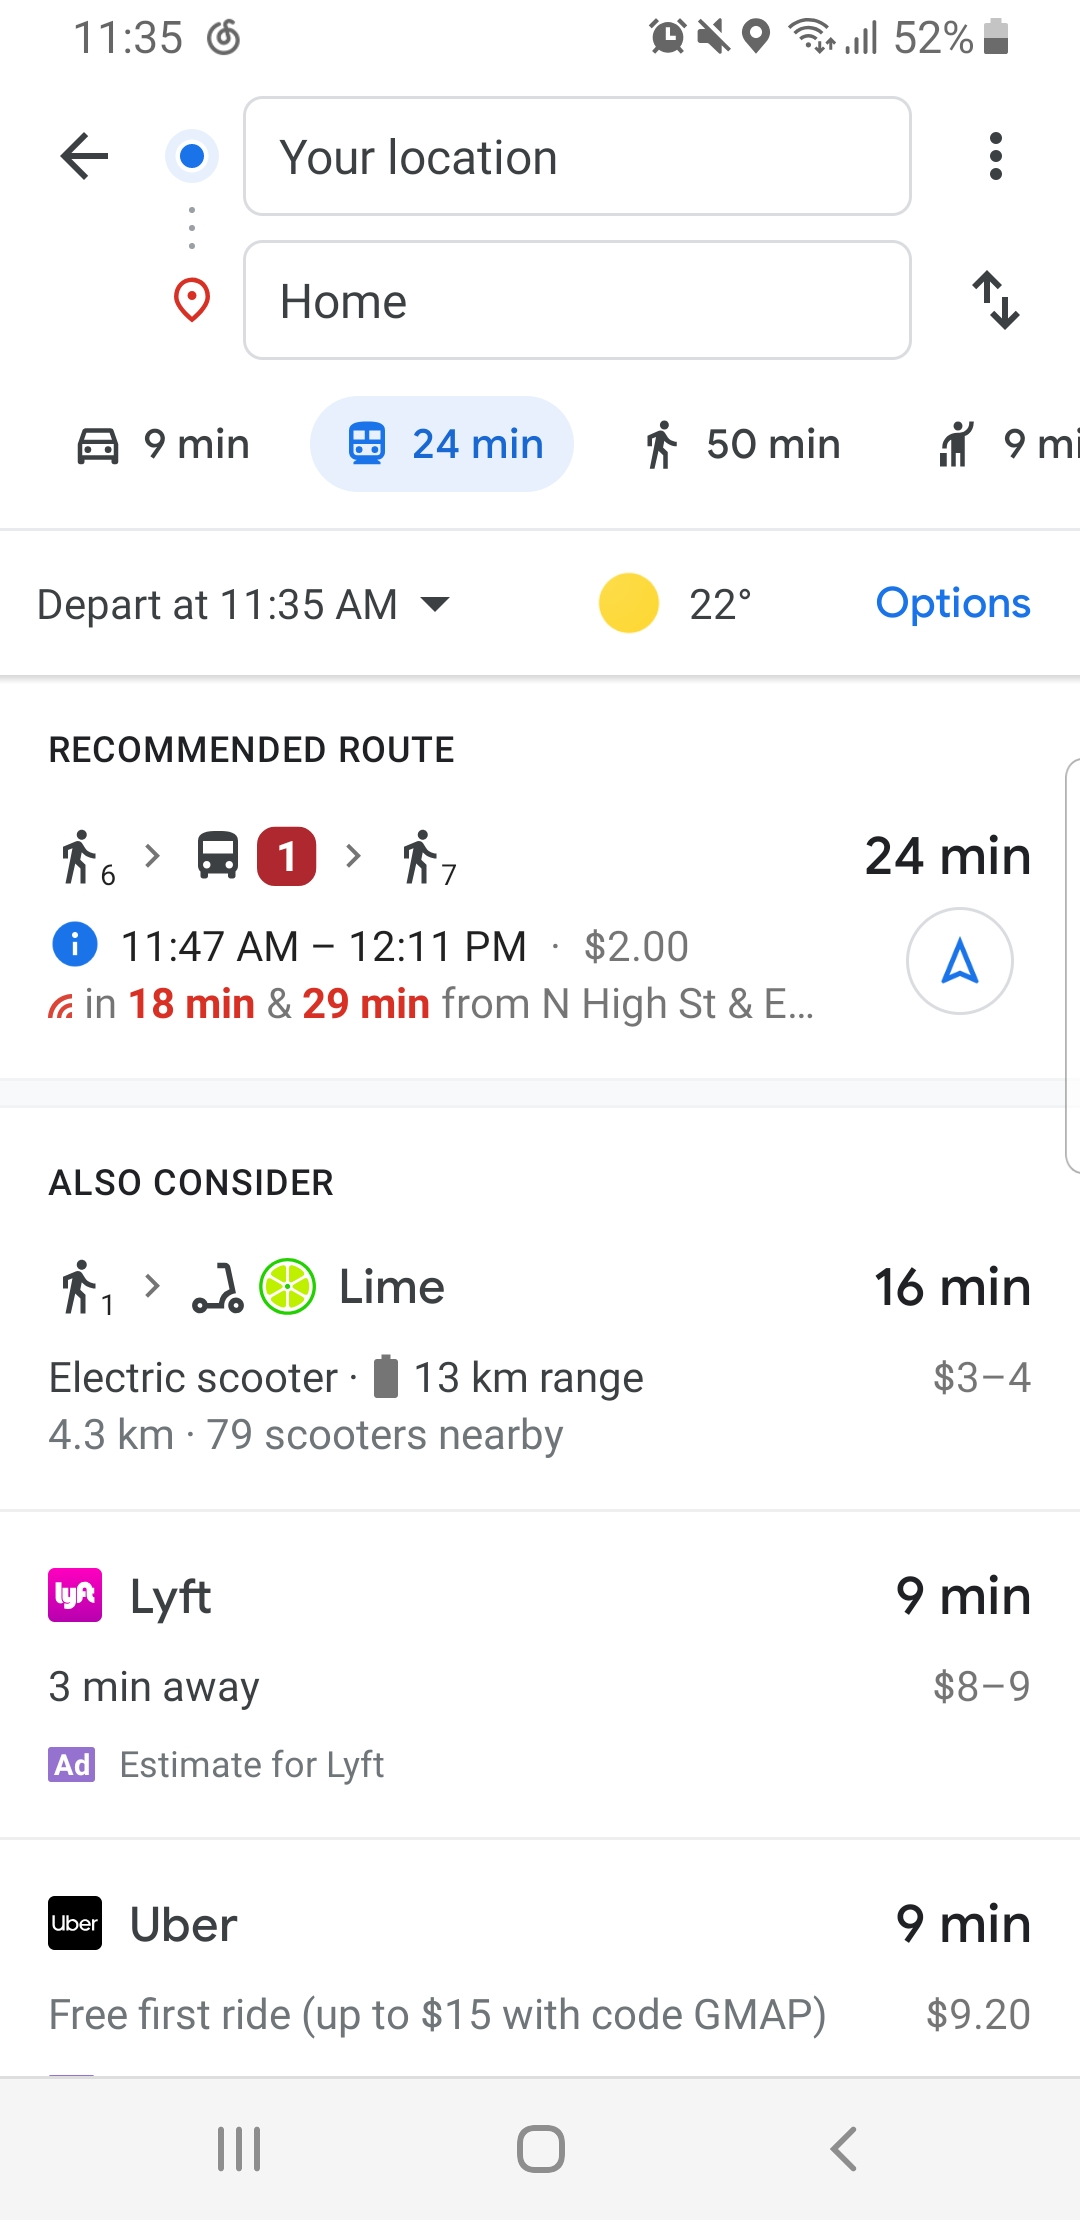 11:35 52%
Your location
Home
9 min 24 min 50 min 9 mi
Depart at 11:35 AM 22° Options
RECOMMENDED ROUTE
6 1 7 24 min
11:47 AM – 12:11 PM · $2.00
in 18 min & 29 min from N High St & E...
ALSO CONSIDER
1 Lime 16 min
Electric scooter · 13 km range $3–4
4.3 km · 79 scooters nearby
lyft Lyft 9 min
3 min away $8–9
Ad Estimate for Lyft
Uber Uber 9 min
Free first ride (up to $15 with code GMAP) $9.20